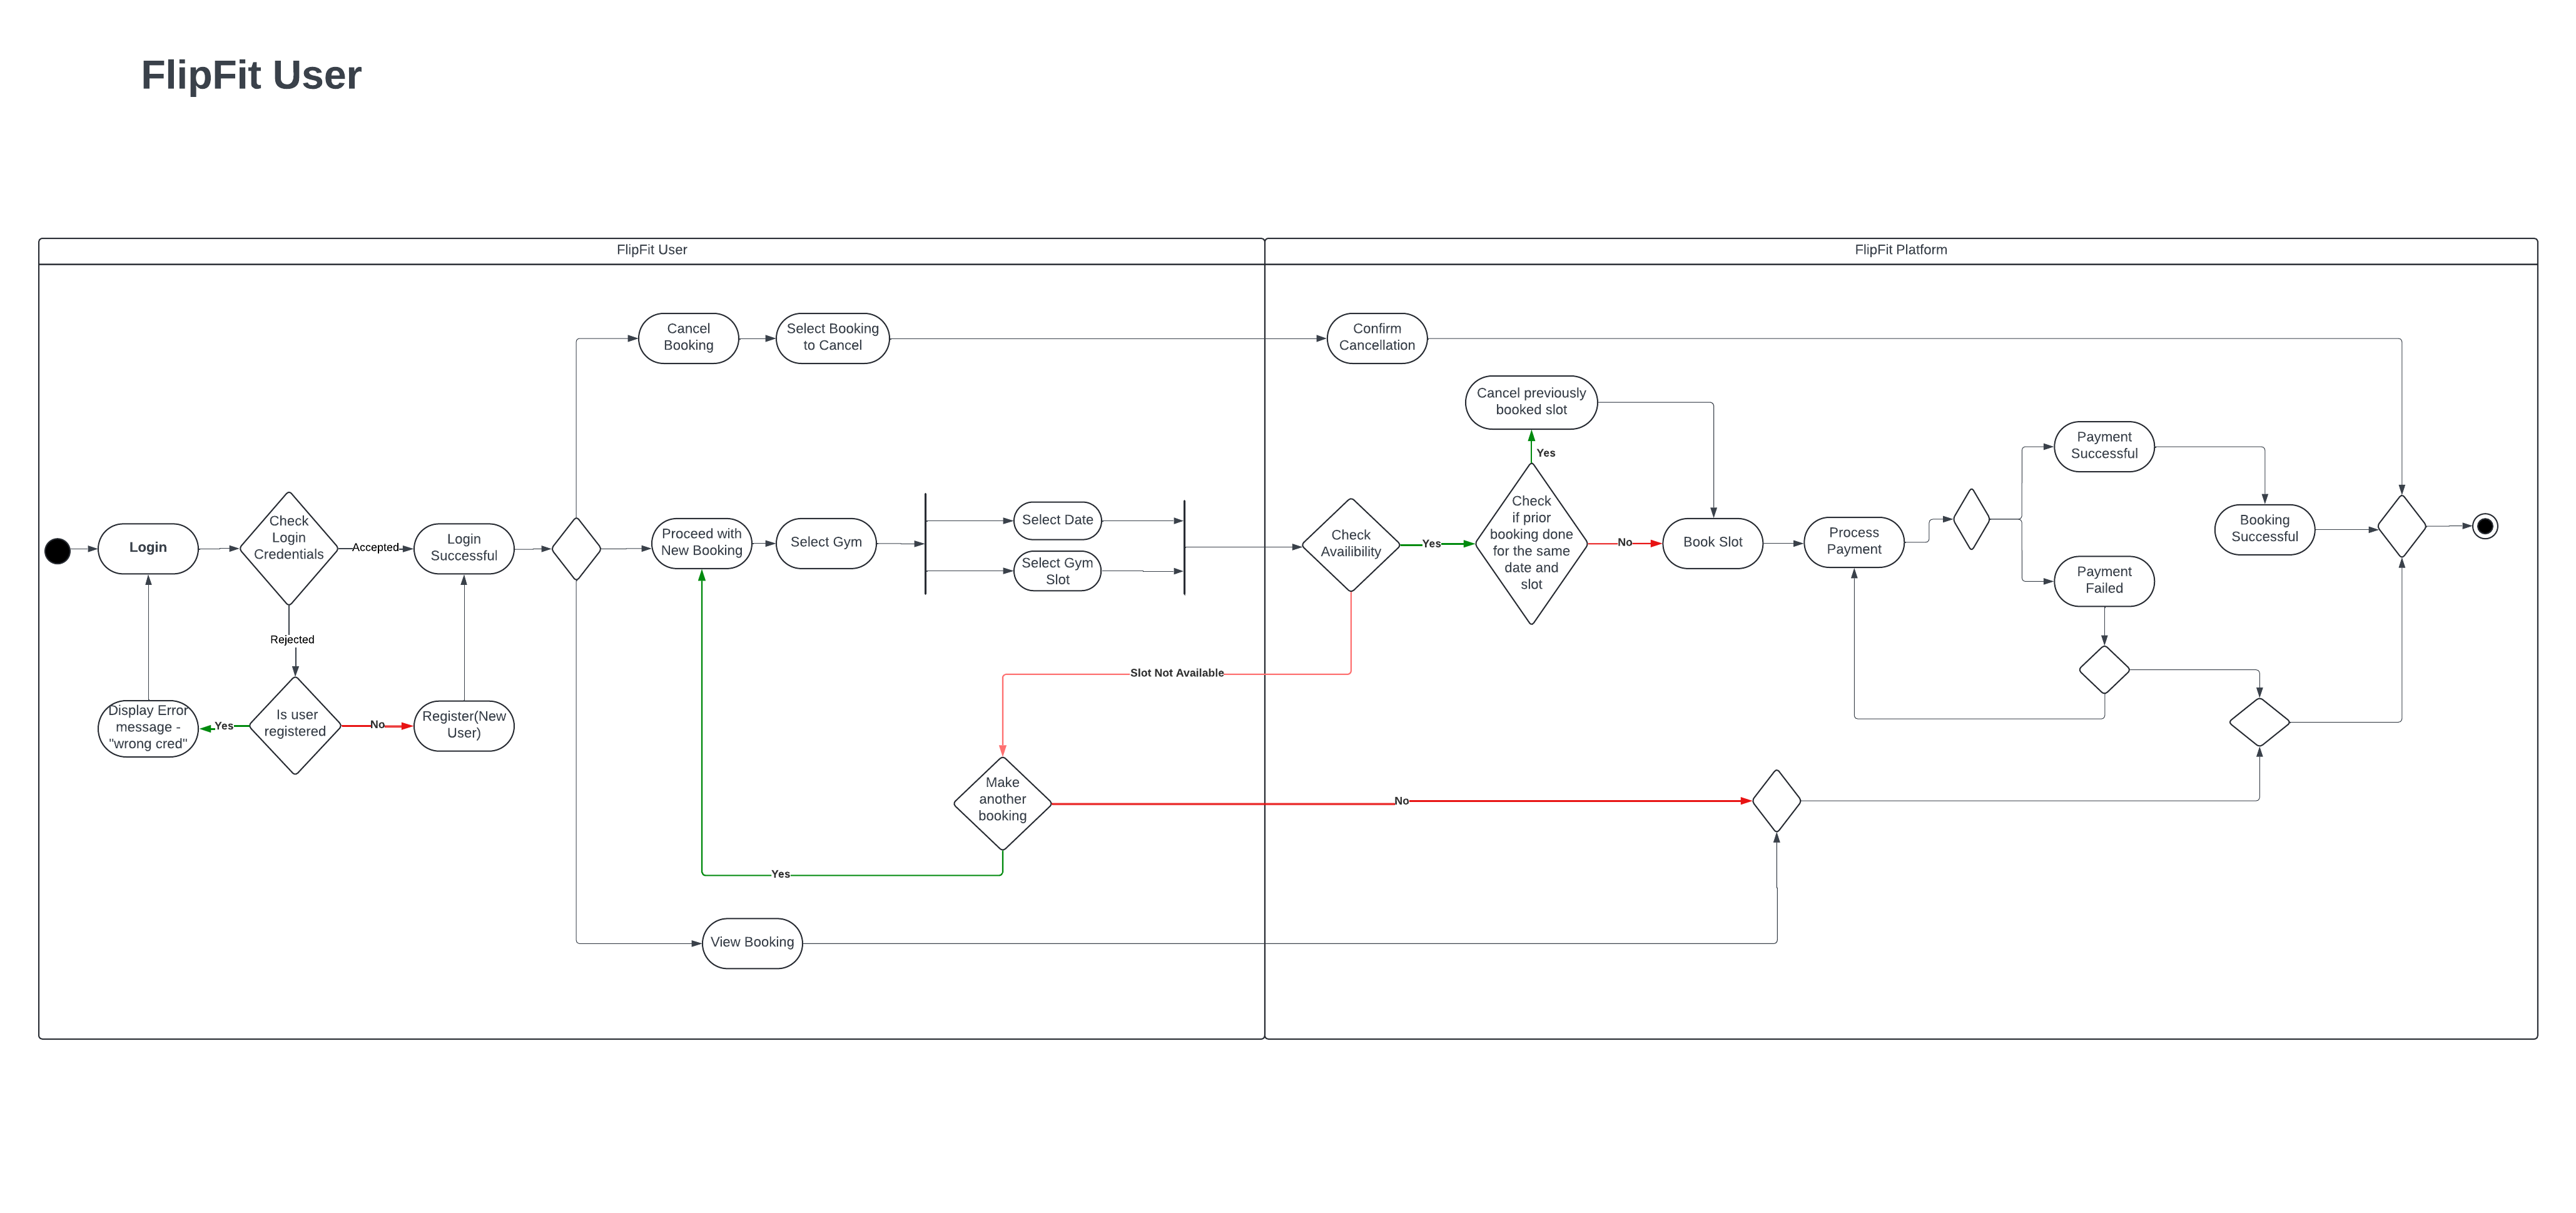 FlipFit User
FlipFit User
FlipFit Platform
Cancel
Booking
Select Booking
to Cancel
Confirm
Cancellation
Cancel previously
booked slot
Yes
Payment
Successful
Login
Check
Login
Credentials
Accepted
Login
Successful
Proceed with
New Booking
Select Gym
Select Date
Select Gym
Slot
Check
Availibility
Yes
Check
if prior
booking done
for the same
date and
slot
No
Book Slot
Process
Payment
Booking
Successful
Payment
Failed
Rejected
Slot Not Available
Display Error
message -
"wrong cred"
Yes
Is user
registered
No
Register(New
User)
Make
another
booking
No
Yes
View Booking